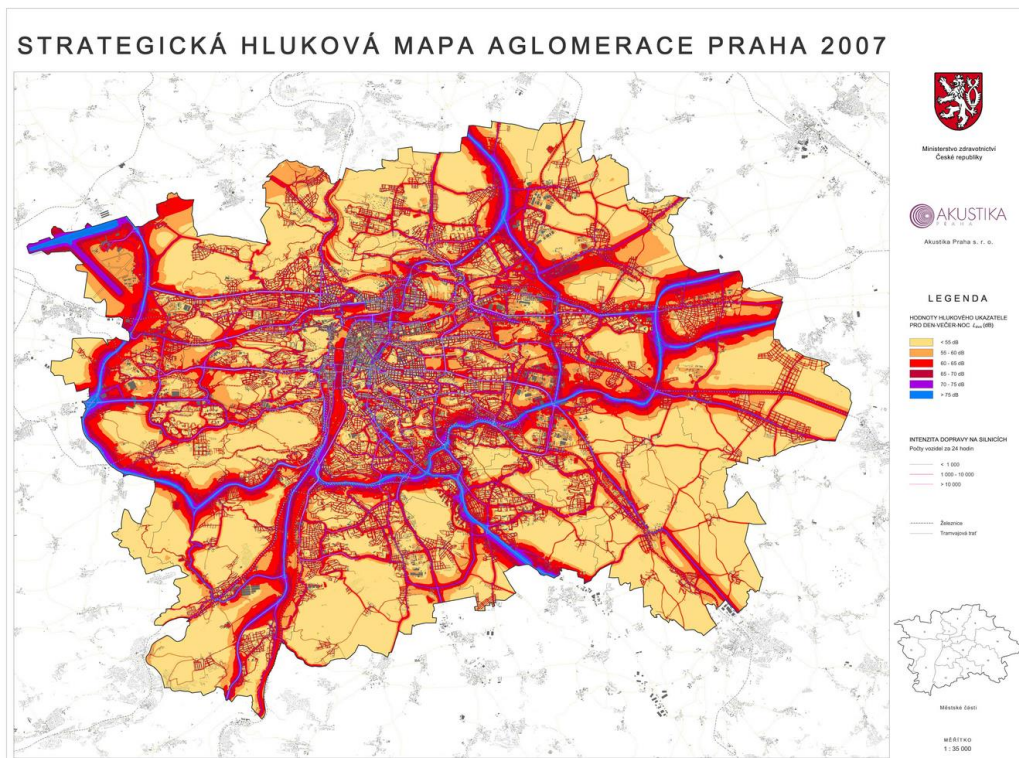 STRATEGICKÁ HLUKOVÁ MAPA AGLOMERACE PRAHA 2007
Ministerstvo zdravotnictví
České republiky
AKUSTIKA
PRAHA
Akustika Praha s. r. o.
LEGENDA
HODNOTY HLUKOVÉHO UKAZATELE
PRO DEN-VEČER-NOC Ldvn (dB)
< 55 dB
55 - 60 dB
60 - 65 dB
65 - 70 dB
70 - 75 dB
> 75 dB
INTENZITA DOPRAVY NA SILNICÍCH
Počty vozidel za 24 hodin
< 1 000
1 000 - 10 000
> 10 000
Železnice
Tramvajová trať
Městské části
MĚŘÍTKO
1 : 35 000